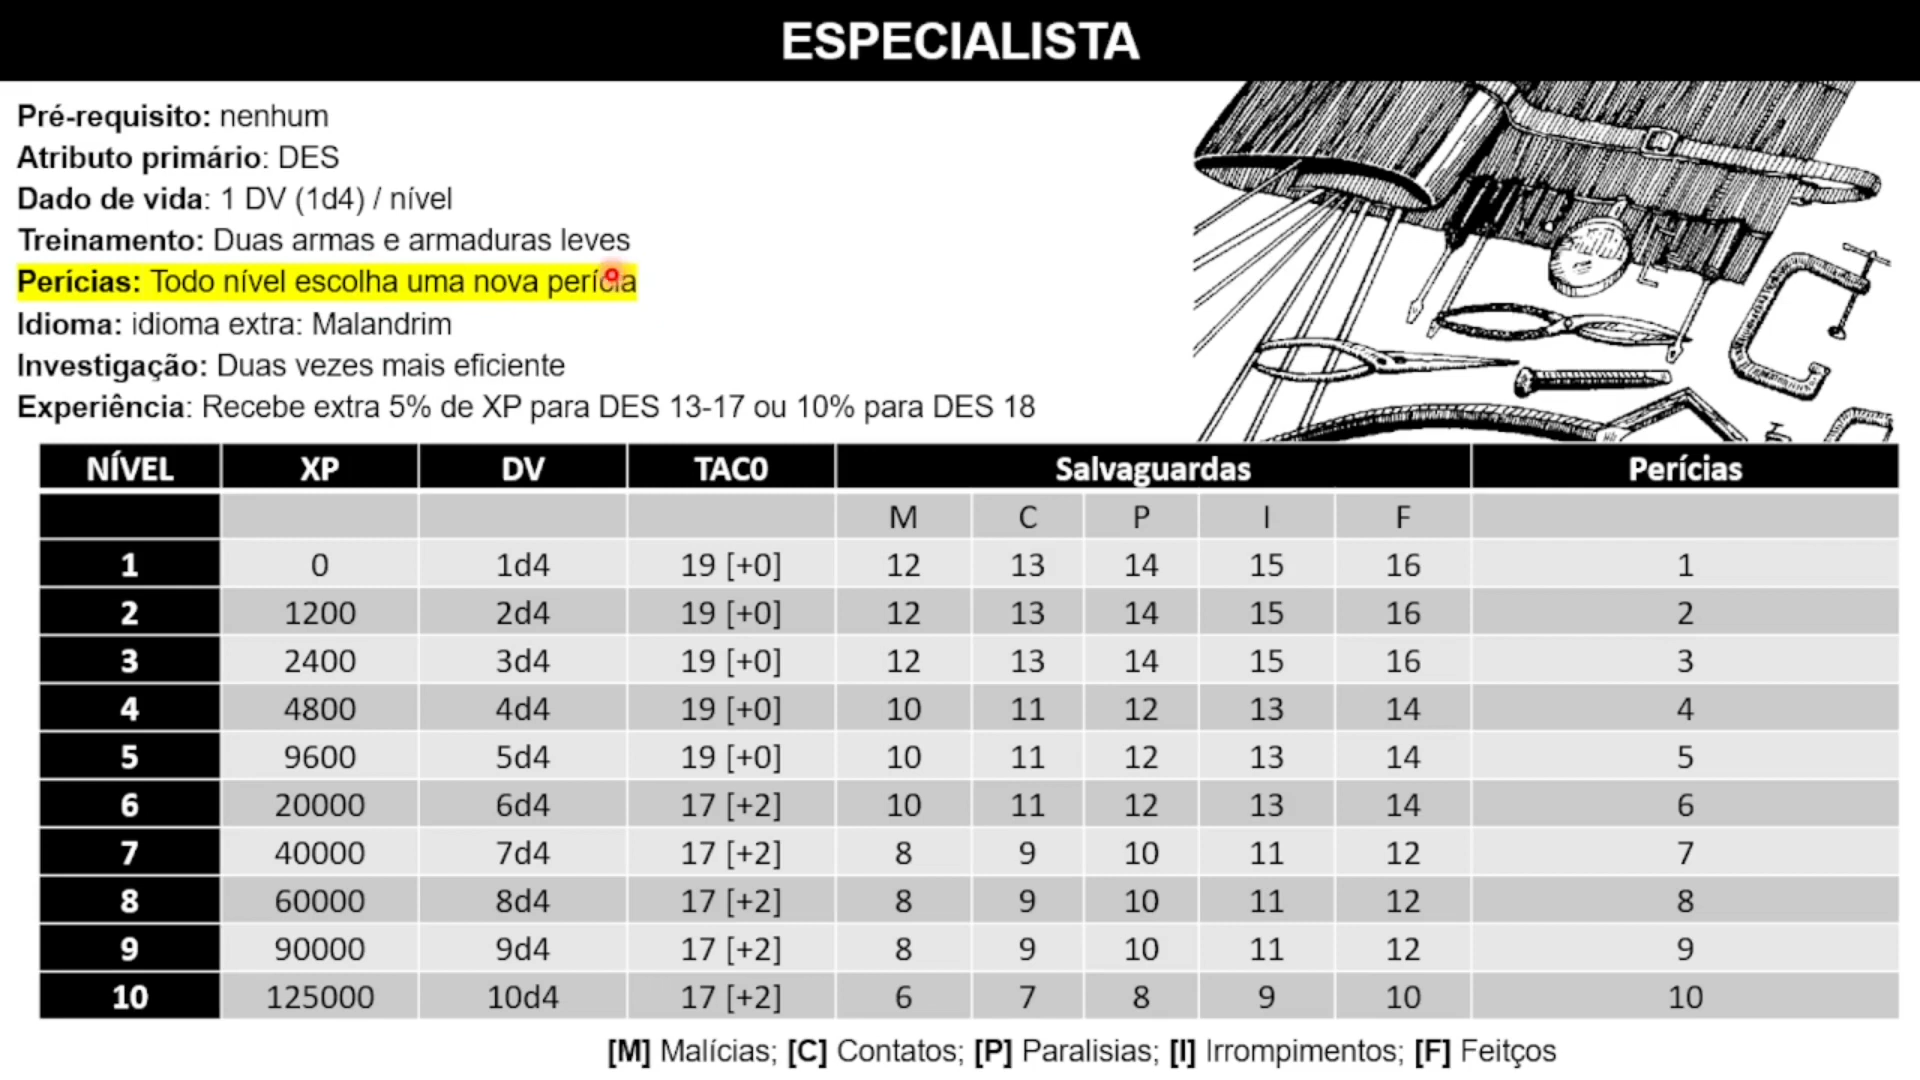 ESPECIALISTA
Pré-requisito: nenhum
Atributo primário: DES
Dado de vida: 1 DV (1d4) / nível
Treinamento: Duas armas e armaduras leves
Perícias: Todo nível escolha uma nova perícia
Idioma: idioma extra: Malandrim
Investigação: Duas vezes mais eficiente
Experiência: Recebe extra 5% de XP para DES 13-17 ou 10% para DES 18
NÍVEL XP DV TAC0 Salvaguardas Perícias
M C P I F
1 0 1d4 19 [+0] 12 13 14 15 16 1
2 1200 2d4 19 [+0] 12 13 14 15 16 2
3 2400 3d4 19 [+0] 12 13 14 15 16 3
4 4800 4d4 19 [+0] 10 11 12 13 14 4
5 9600 5d4 19 [+0] 10 11 12 13 14 5
6 20000 6d4 17 [+2] 10 11 12 13 14 6
7 40000 7d4 17 [+2] 8 9 10 11 12 7
8 60000 8d4 17 [+2] 8 9 10 11 12 8
9 90000 9d4 17 [+2] 8 9 10 11 12 9
10 125000 10d4 17 [+2] 6 7 8 9 10 10
[M] Malícias; [C] Contatos; [P] Paralisias; [I] Irrompimentos; [F] Feitços